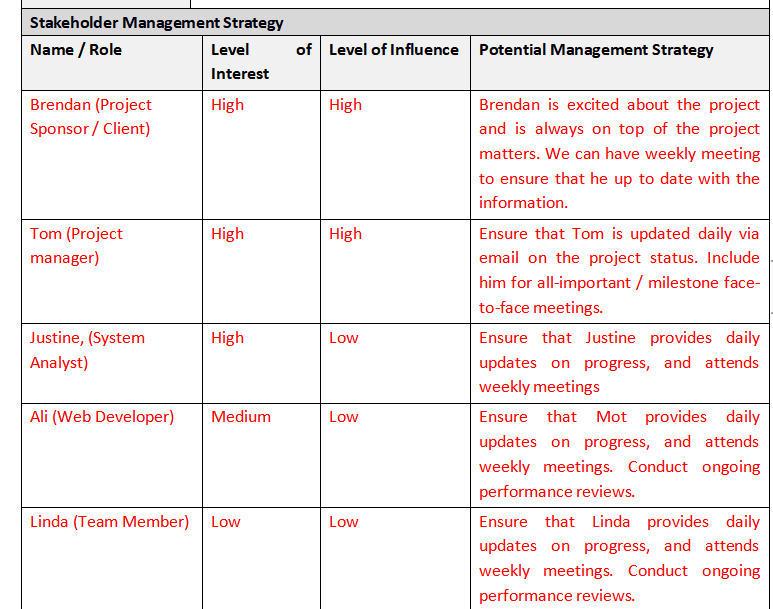 Stakeholder Management Strategy
Name / Role
Level of Interest
Level of Influence
Potential Management Strategy
Brendan (Project
Sponsor / Client)
High
High
Brendan is excited about the project
and is always on top of the project
matters. We can have weekly meeting
to ensure that he up to date with the
information.
Tom (Project
manager)
High
High
Ensure that Tom is updated daily via
email on the project status. Include
him for all-important / milestone face-
to-face meetings.
Justine, (System
Analyst)
High
Low
Ensure that Justine provides daily
updates on progress, and attends
weekly meetings
Ali (Web Developer)
Medium
Low
Ensure that Mot provides daily
updates on progress, and attends
weekly meetings. Conduct ongoing
performance reviews.
Linda (Team Member)
Low
Low
Ensure that Linda provides daily
updates on progress, and attends
weekly meetings. Conduct ongoing
performance reviews.